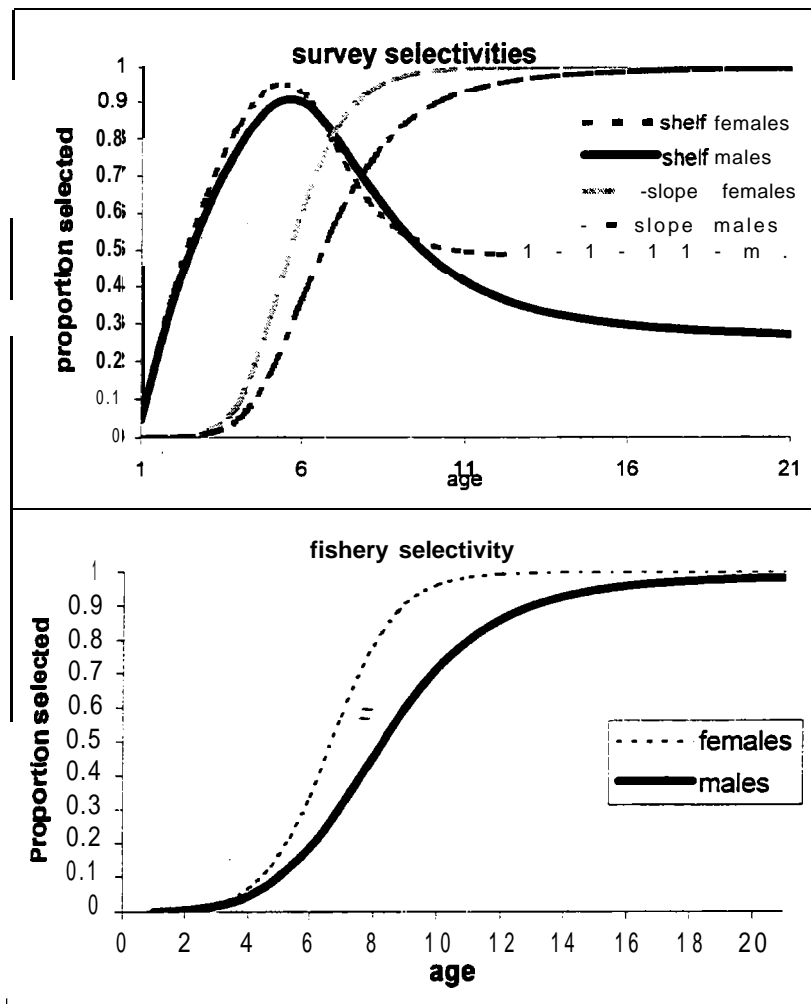 survey selectivities
proportion selected
1
0.9
0.8
0.7
0.6
0.5
0.4
0.3
0.2
0.1
0
shelf females
shelf males
-slope females
- slope males
1 - 1 - 1 1 - m .
1 6 11 16 21
age
fishery selectivity
Proportion selected
1
0.9
0.8
0.7
0.6
0.5
0.4
0.3
0.2
0.1
0
=
females
males
0 2 4 6 8 10 12 14 16 18 20
age